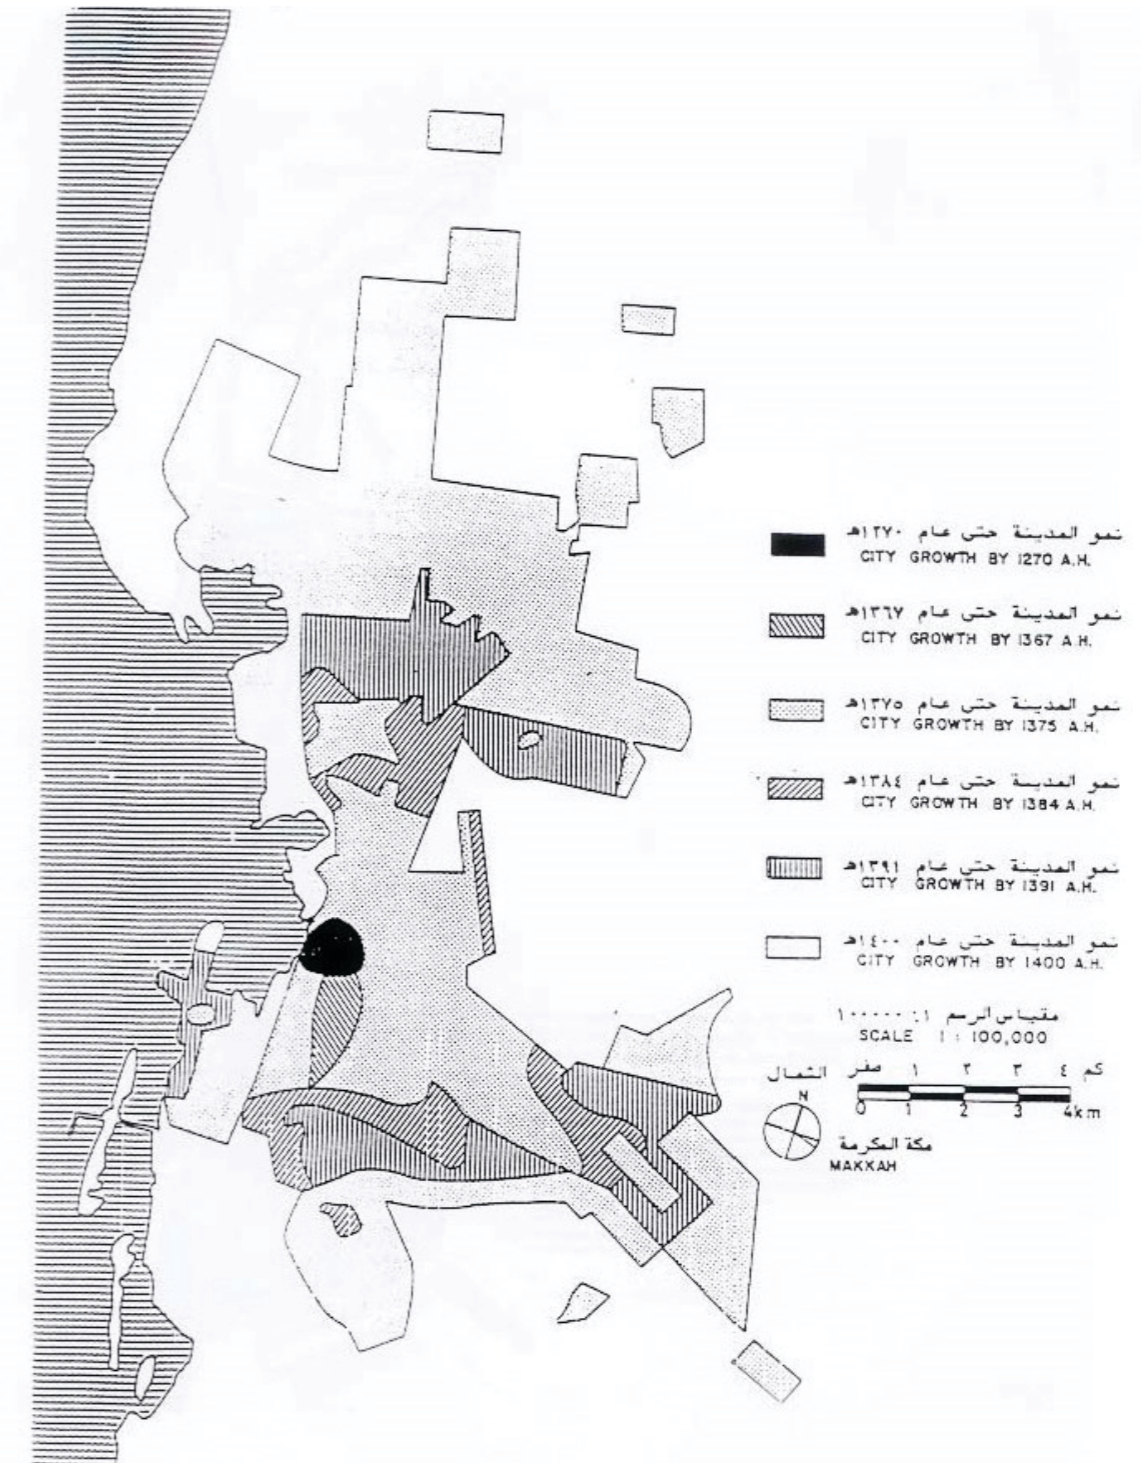 نمو المدينة حتى عام ١٢٧٠هـ
CITY GROWTH BY 1270 A.H.
نمو المدينة حتى عام ١٣٦٧هـ
CITY GROWTH BY 1367 A.H.
نمو المدينة حتى عام ١٣٧٥هـ
CITY GROWTH BY 1375 A.H.
نمو المدينة حتى عام ١٣٨٤هـ
CITY GROWTH BY 1384 A.H.
نمو المدينة حتى عام ١٣٩١هـ
CITY GROWTH BY 1391 A.H.
نمو المدينة حتى عام ١٤٠٠هـ
CITY GROWTH BY 1400 A.H.
مقياس الرسم ١ : ١٠٠٠٠٠
SCALE 1 : 100,000
الشمال
صفر ١ ٢ ٣ ٤ كم
N
0 1 2 3 4km
مكة المكرمة
MAKKAH